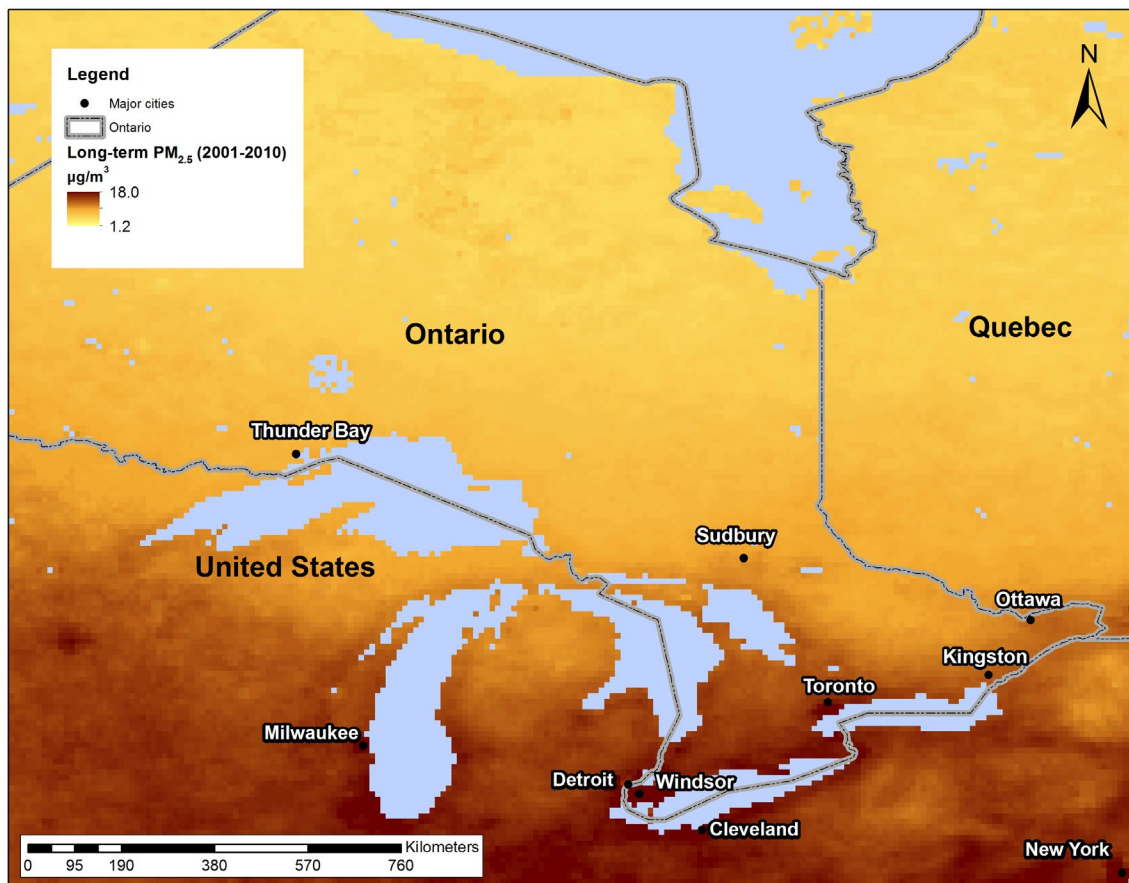 N
Legend
Major cities
Ontario
Long-term PM2.5 (2001-2010)
µg/m3
18.0
1.2
Ontario
Quebec
Thunder Bay
Sudbury
United States
Ottawa
Kingston
Toronto
Milwaukee
Detroit
Windsor
Cleveland
New York
Kilometers
0 95 190 380 570 760